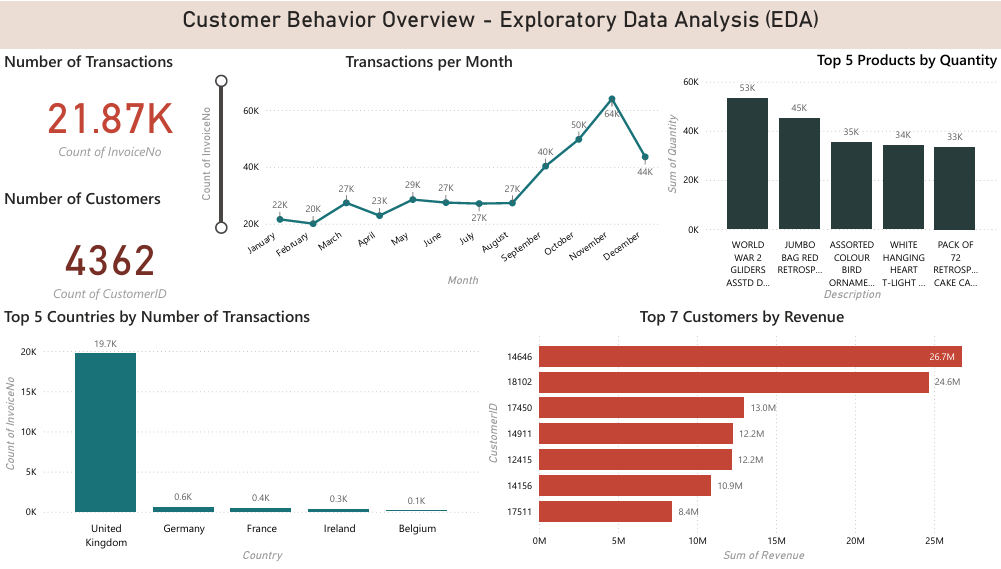 Customer Behavior Overview - Exploratory Data Analysis (EDA)
Number of Transactions
21.87K
Count of InvoiceNo
Number of Customers
4362
Count of CustomerID
Transactions per Month
Count of InvoiceNo
60K
40K
20K
22K
20K
27K
23K
29K
27K
27K
27K
40K
50K
64K
44K
January
February
March
April
May
June
July
August
September
October
November
December
Month
Top 5 Products by Quantity
Sum of Quantity
60K
40K
20K
0K
53K
45K
35K
34K
33K
WORLD
WAR 2
GLIDERS
ASSTD D...
JUMBO
BAG RED
RETROSP...
ASSORTED
COLOUR
BIRD
ORNAME...
WHITE
HANGING
HEART
T-LIGHT ...
PACK OF
72
RETROSP...
CAKE CA...
Description
Top 5 Countries by Number of Transactions
Count of InvoiceNo
20K
15K
10K
5K
0K
19.7K
0.6K
0.4K
0.3K
0.1K
United
Kingdom
Germany
France
Ireland
Belgium
Country
Top 7 Customers by Revenue
CustomerID
14646
26.7M
18102
24.6M
17450
13.0M
14911
12.2M
12415
12.2M
14156
10.9M
17511
8.4M
0M
5M
10M
15M
20M
25M
Sum of Revenue